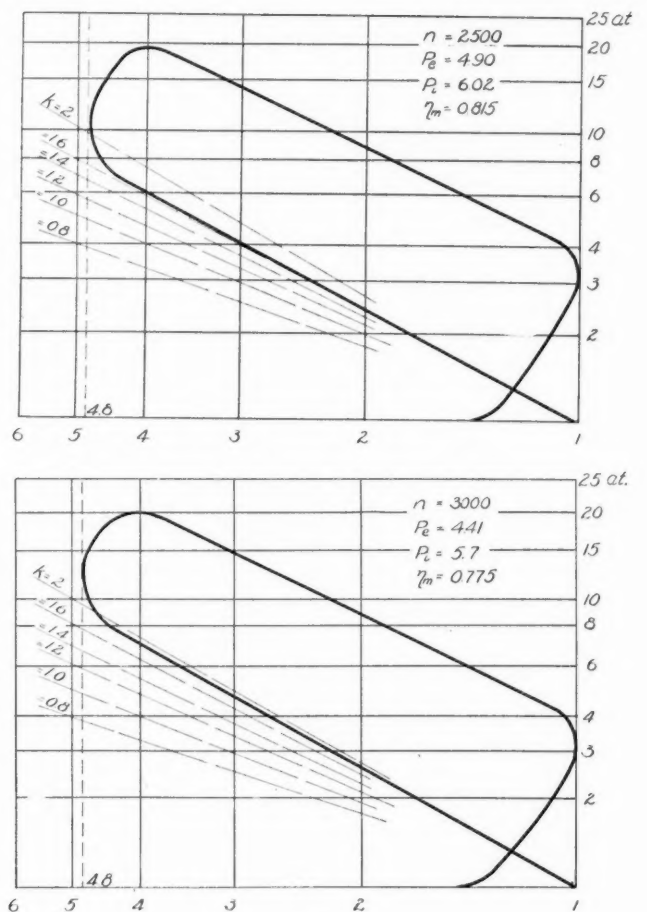 25 at
n = 2500
20
Pe = 4.90
15
Pi = 6.02
ηm = 0.815
k=2
10
=1.6
8
=1.4
=1.2
6
=1.0
=0.8
4
3
2
4.8
6 5 4 3 2 1
25 at.
n = 3000
20
Pe = 4.41
15
Pi = 5.7
ηm = 0.775
k=2
10
=1.6
8
=1.4
=1.2
6
=1.0
=0.8
4
3
2
4.8
6 5 4 3 2 1